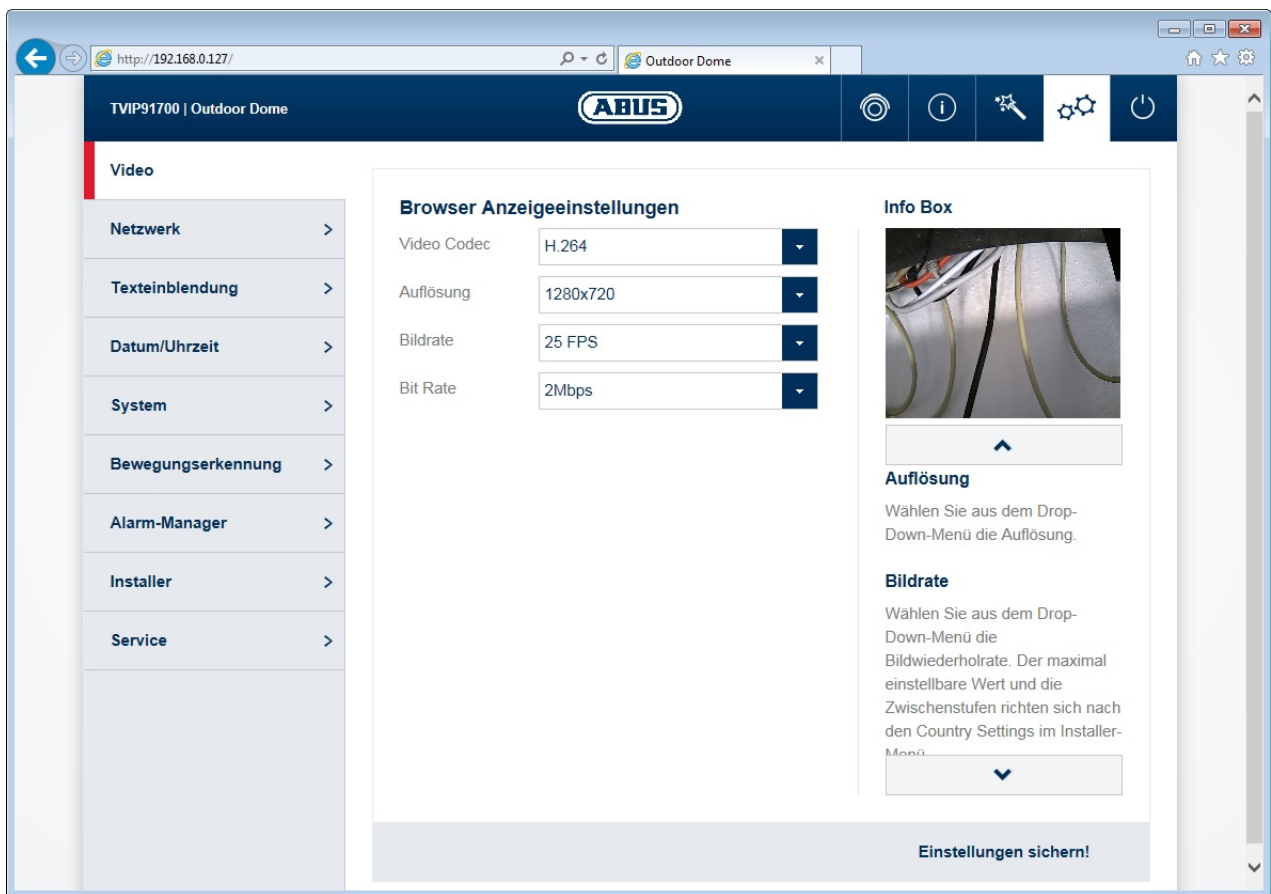 http://192.168.0.127/
Outdoor Dome
TVIP91700 | Outdoor Dome
ABUS
Video
Netzwerk
Texteinblendung
Datum/Uhrzeit
System
Bewegungserkennung
Alarm-Manager
Installer
Service
Browser Anzeigeeinstellungen
Video Codec H.264
Auflösung 1280x720
Bildrate 25 FPS
Bit Rate 2Mbps
Info Box
Auflösung
Wählen Sie aus dem Drop-
Down-Menü die Auflösung.
Bildrate
Wählen Sie aus dem Drop-
Down-Menü die
Bildwiederholrate. Der maximal
einstellbare Wert und die
Zwischenstufen richten sich nach
den Country Settings im Installer-
Menü
Einstellungen sichern!